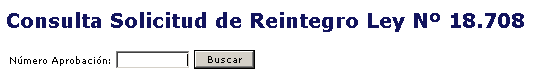 Consulta Solicitud de Reintegro Ley Nº 18.708
Número Aprobación: Buscar